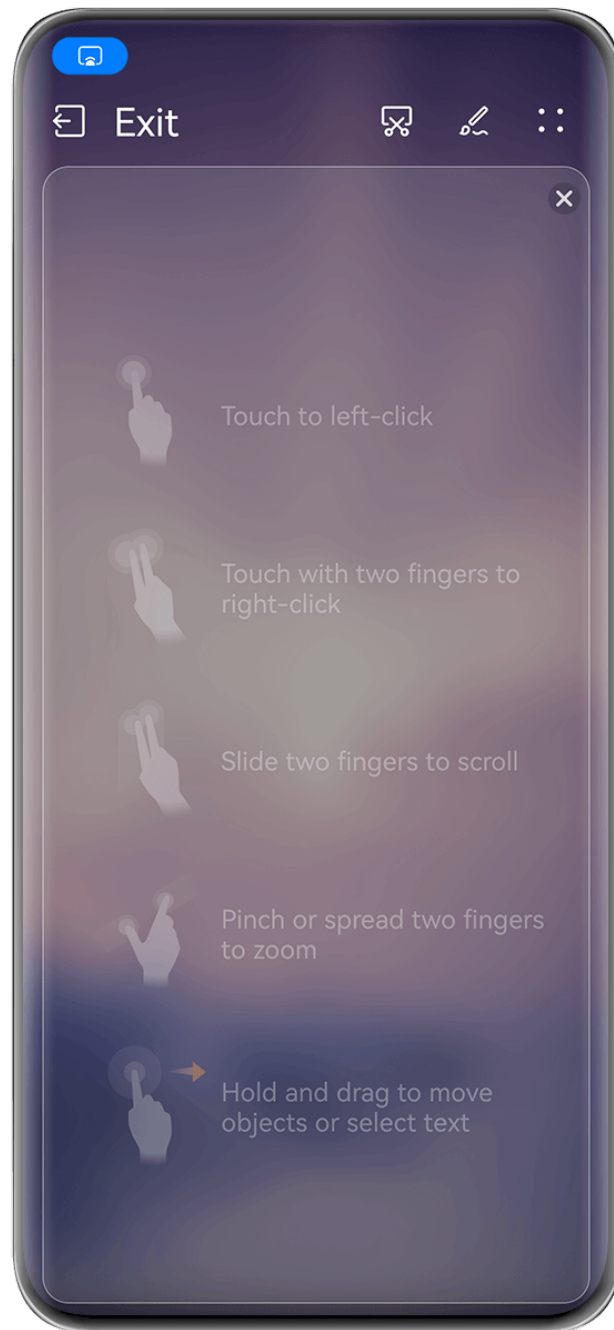 Exit
Touch to left-click
Touch with two fingers to
right-click
Slide two fingers to scroll
Pinch or spread two fingers
to zoom
Hold and drag to move
objects or select text